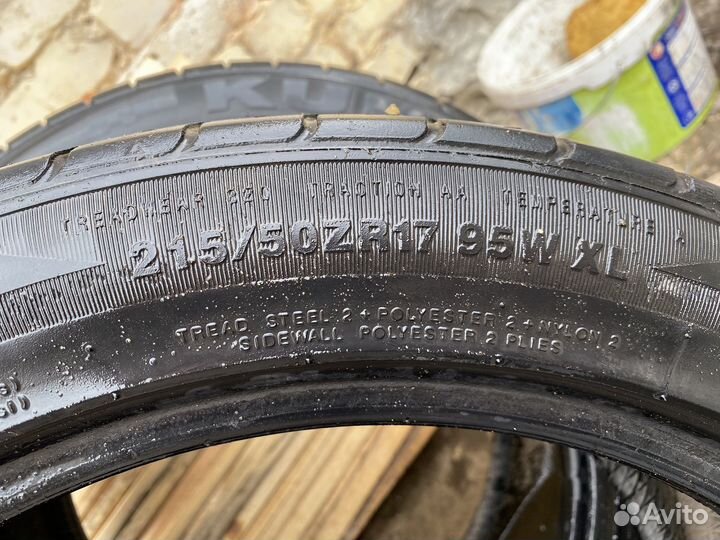 KU
TREADWEAR 320 TRACTION AA TEMPERATURE A
215/50ZR17 95W XL
TREAD STEEL 2 + POLYESTER 2 + NYLON 2
SIDEWALL POLYESTER 2 PLIES
Avito